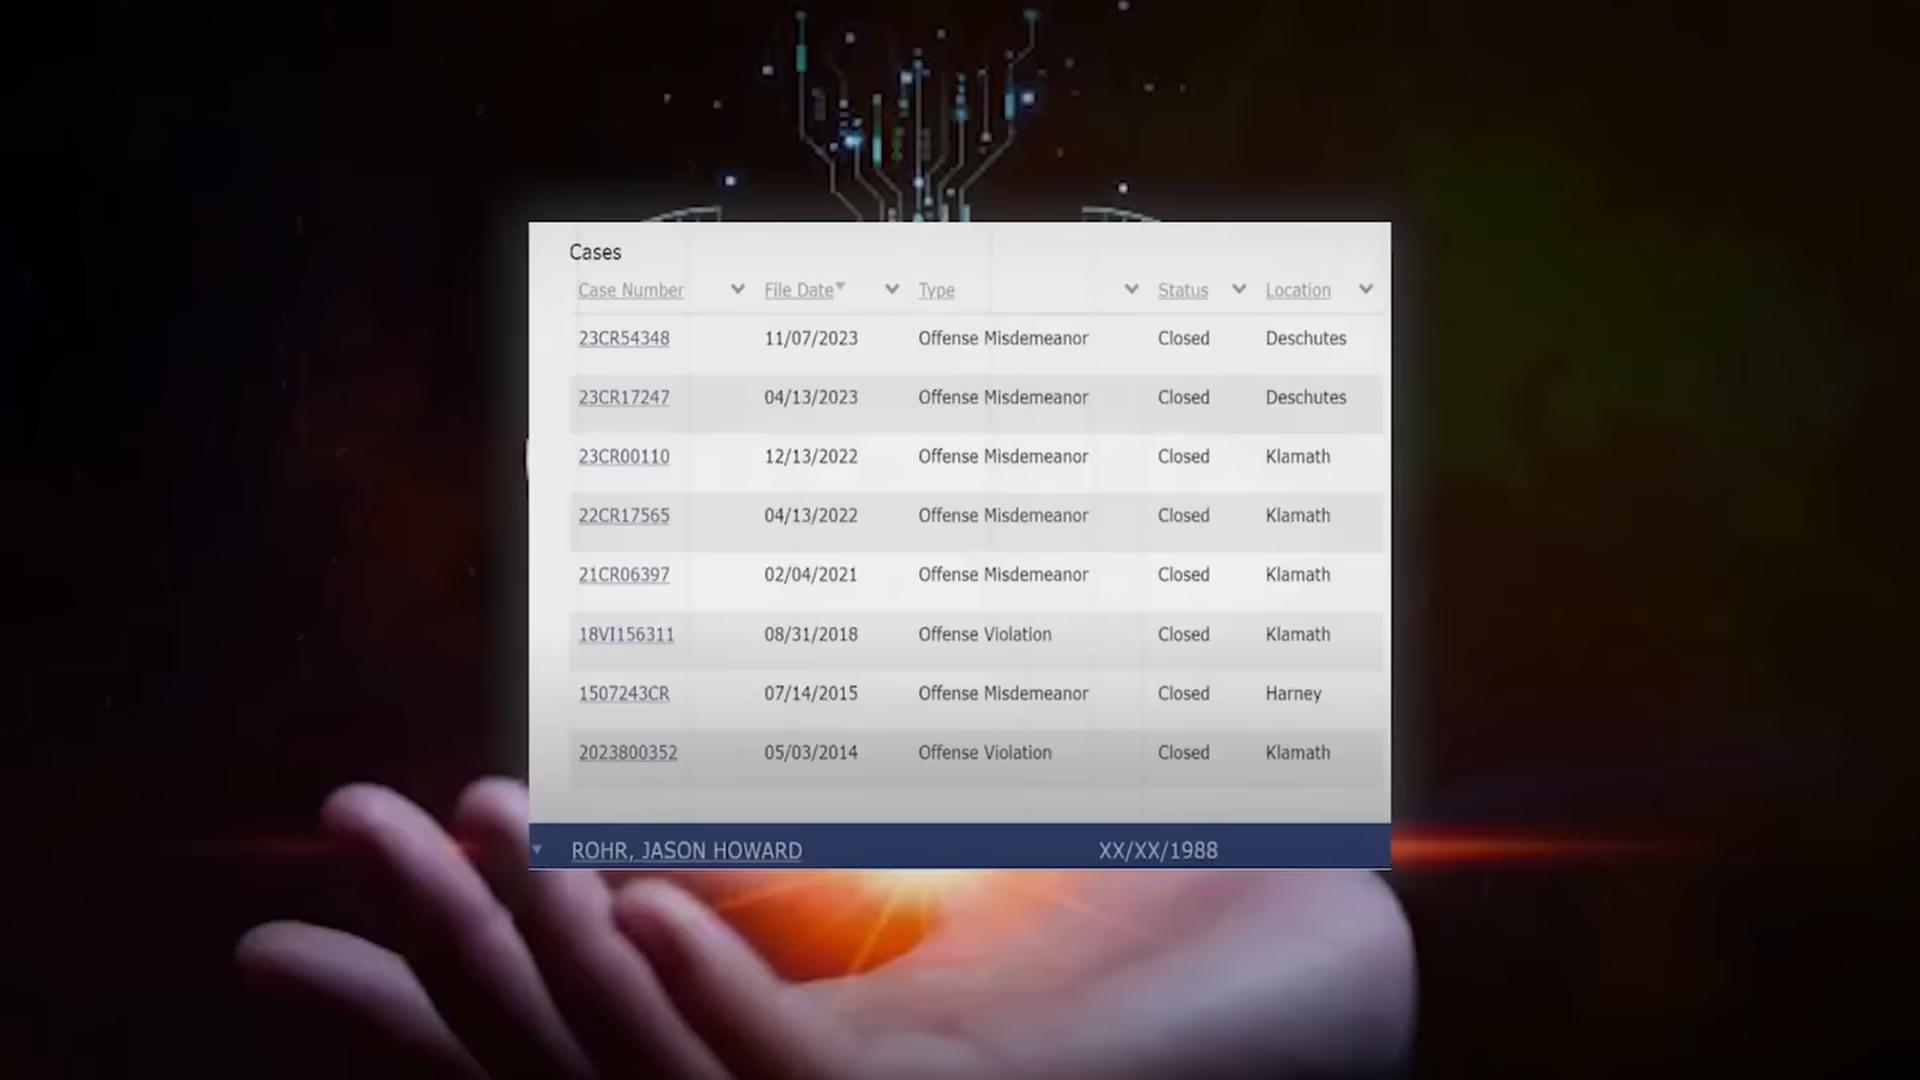 Cases
Case Number File Date Type Status Location
23CR54348 11/07/2023 Offense Misdemeanor Closed Deschutes
23CR17247 04/13/2023 Offense Misdemeanor Closed Deschutes
23CR00110 12/13/2022 Offense Misdemeanor Closed Klamath
22CR17565 04/13/2022 Offense Misdemeanor Closed Klamath
21CR06397 02/04/2021 Offense Misdemeanor Closed Klamath
18VI156311 08/31/2018 Offense Violation Closed Klamath
1507243CR 07/14/2015 Offense Misdemeanor Closed Harney
2023800352 05/03/2014 Offense Violation Closed Klamath
ROHR, JASON HOWARD XX/XX/1988